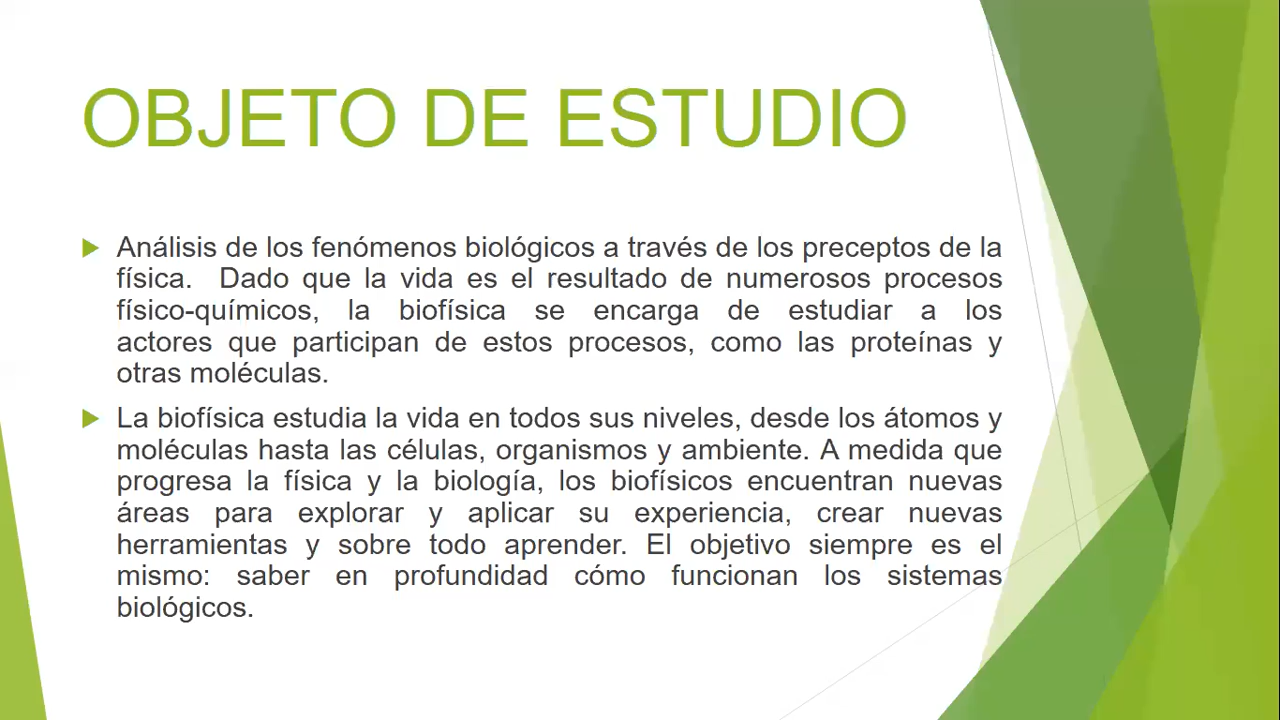 OBJETO DE ESTUDIO
Análisis de los fenómenos biológicos a través de los preceptos de la
física. Dado que la vida es el resultado de numerosos procesos
físico-químicos, la biofísica se encarga de estudiar a los
actores que participan de estos procesos, como las proteínas y
otras moléculas.
La biofísica estudia la vida en todos sus niveles, desde los átomos y
moléculas hasta las células, organismos y ambiente. A medida que
progresa la física y la biología, los biofísicos encuentran nuevas
áreas para explorar y aplicar su experiencia, crear nuevas
herramientas y sobre todo aprender. El objetivo siempre es el
mismo: saber en profundidad cómo funcionan los sistemas
biológicos.